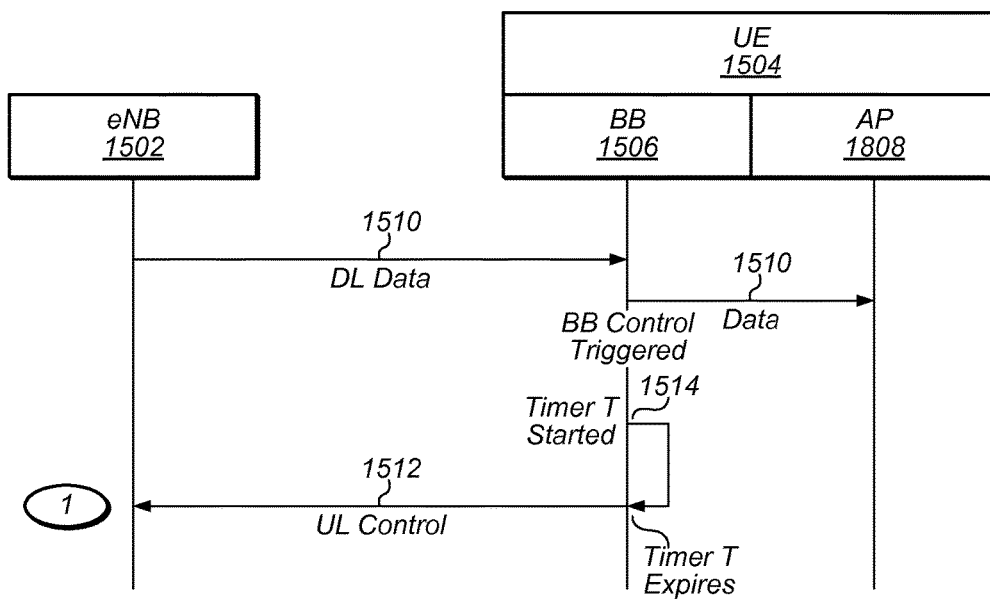 UE
1504
eNB
1502
BB
1506
AP
1808
1510
DL Data
1510
Data
BB Control
Triggered
1514
Timer T
Started
1512
1
UL Control
Timer T
Expires